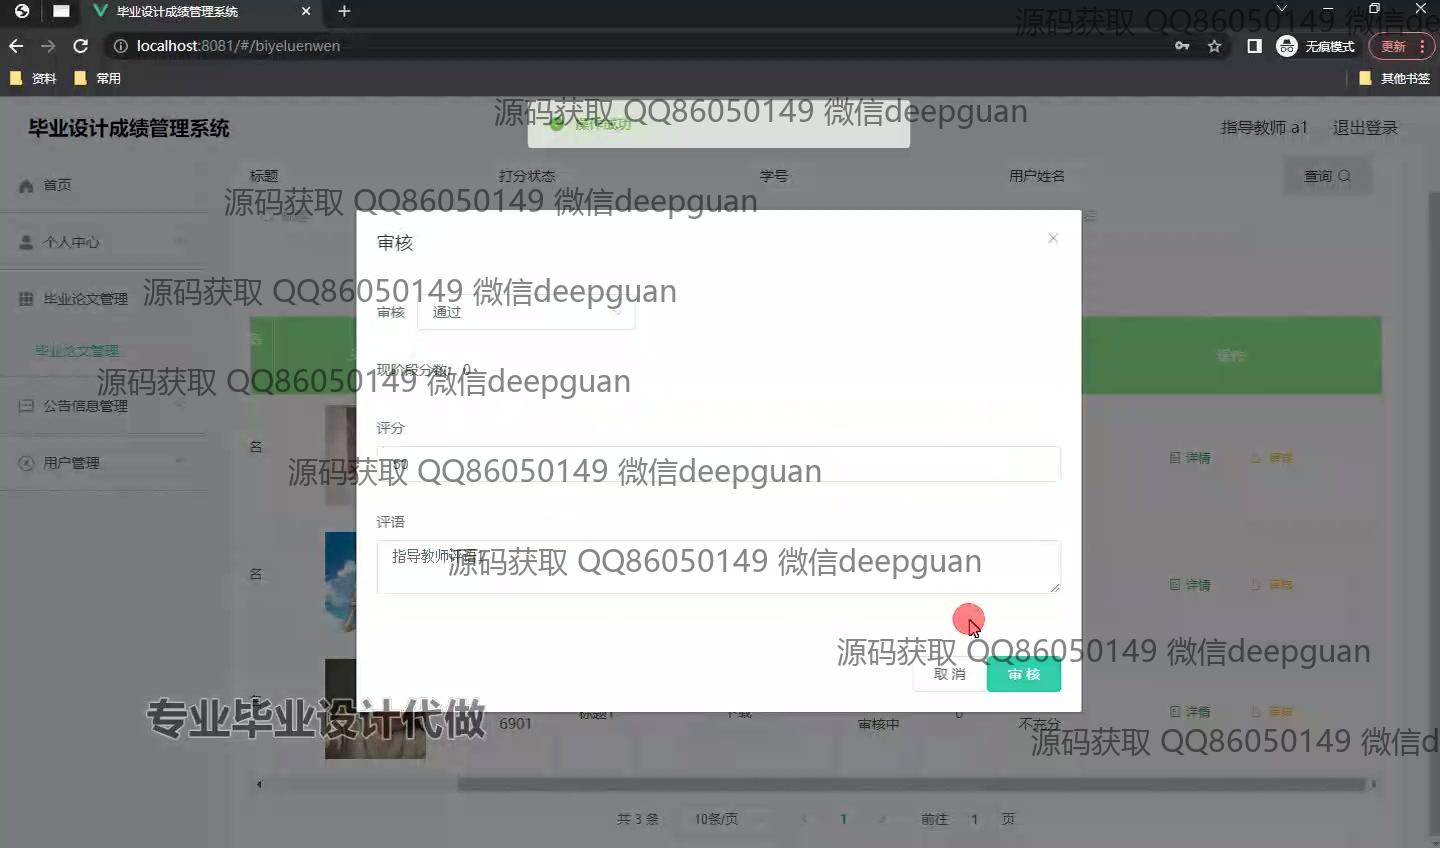 毕业设计成绩管理系统
localhost:8081/#/biyeluenwen
无痕模式
更新
资料
常用
其他书签
源码获取 QQ86050149 微信de
毕业设计成绩管理系统
源码获取 QQ86050149 微信deepguan
操作成功
指导教师 a1
退出登录
首页
标题
打分状态
学号
用户姓名
查询
源码获取 QQ86050149 微信deepguan
个人中心
审核
毕业论文管理
源码获取 QQ86050149 微信deepguan
审核
通过
毕业论文管理
名
操作
现阶段分数：0
源码获取 QQ86050149 微信deepguan
公告信息管理
评分
名
详情
审核
用户管理
50
源码获取 QQ86050149 微信deepguan
评语
指导教师评语
源码获取 QQ86050149 微信deepguan
名
详情
审核
源码获取 QQ86050149 微信deepguan
取消
审核
名
专业毕业设计代做
6901
标题1
下载
审核中
0
不充分
详情
审核
源码获取 QQ86050149 微信d
共 3 条
10条/页
1
前往
1
页